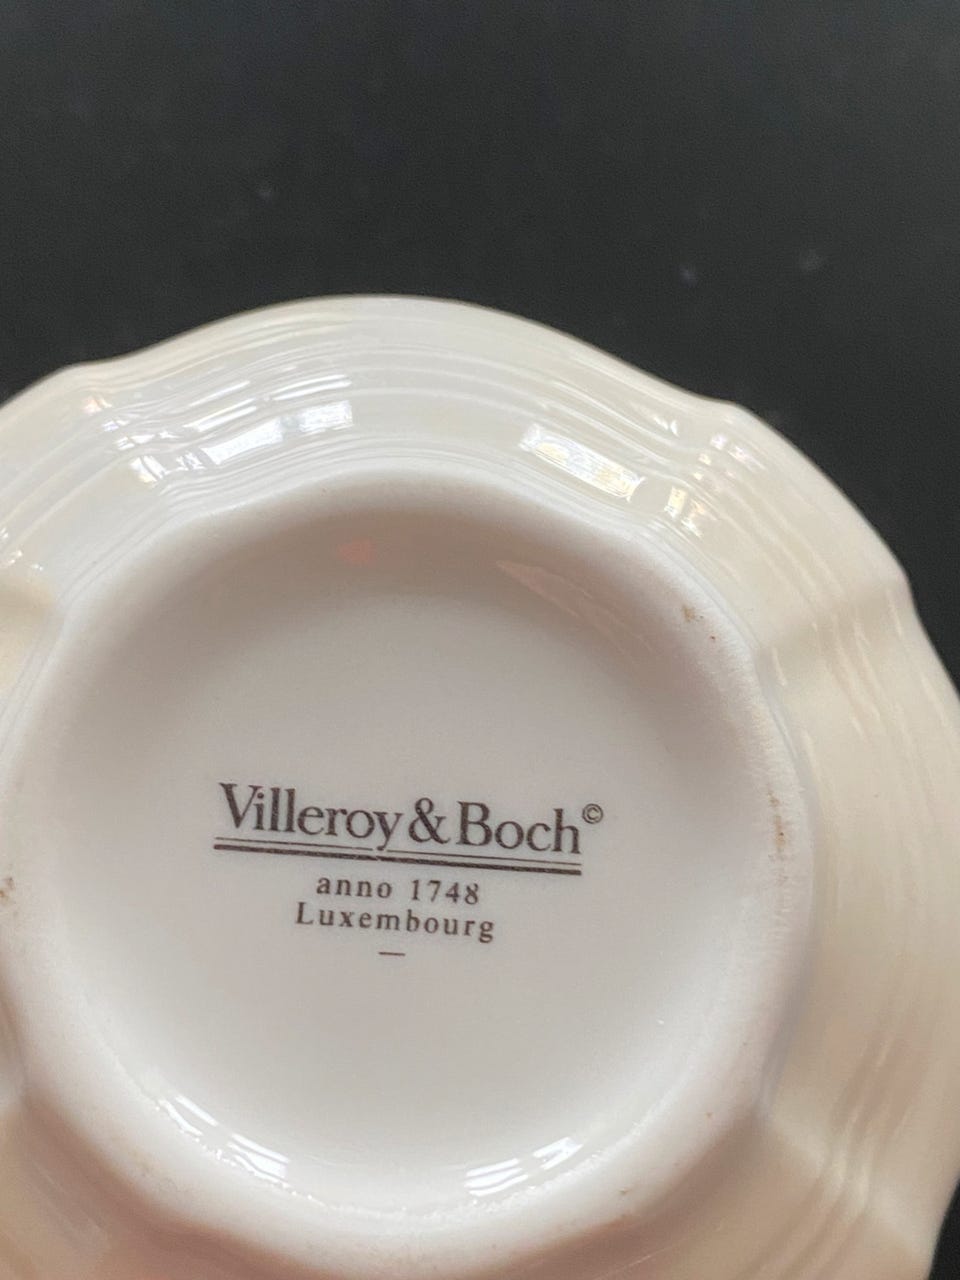 Villeroy & Boch©
anno 1748
Luxembourg